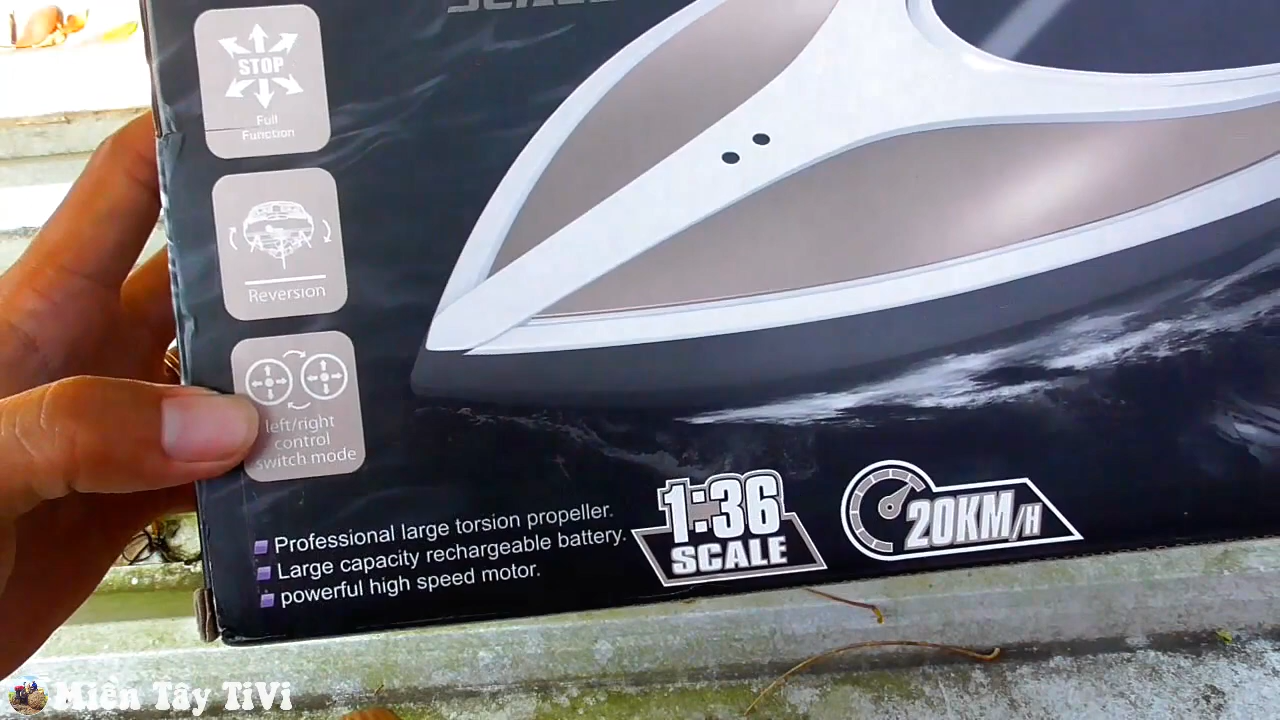 STOP
Full
Function
Reversion
left/right
control
switch mode
Professional large torsion propeller.
Large capacity rechargeable battery.
powerful high speed motor.
1:36
SCALE
20KM/H
Miền Tây TiVi